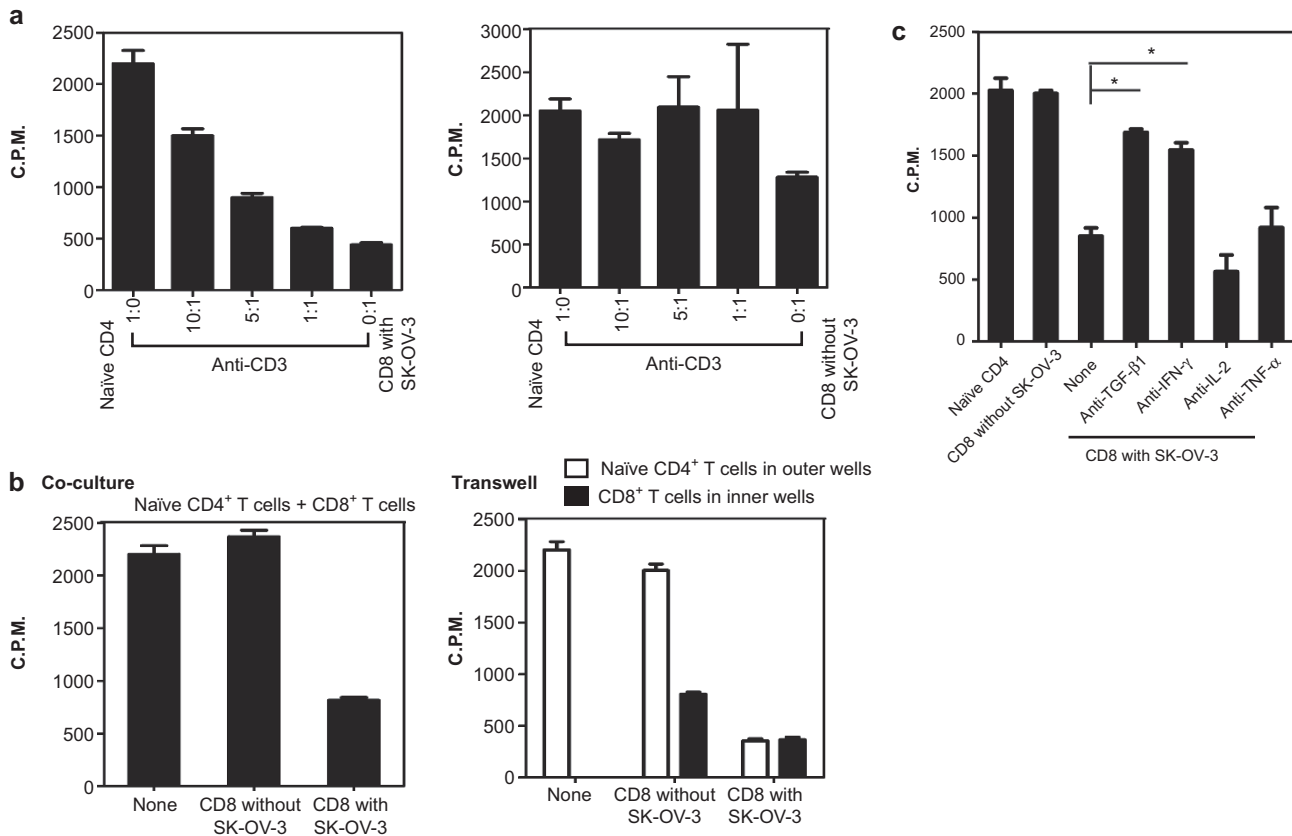 a
2500
2000
1500
1000
500
0
C.P.M.
1:0
10:1
5:1
1:1
0:1
Naïve CD4
Anti-CD3
CD8 with
SK-OV-3
3000
2500
2000
1500
1000
2000
0
C.P.M.
1:0
10:1
5:1
1:1
0:1
Naïve CD4
Anti-CD3
CD8 without
SK-OV-3
c
2500
2000
1500
1000
500
0
C.P.M.
*
*
Naïve CD4
CD8 without SK-OV-3
None
Anti-TGF-β1
Anti-IFN-γ
Anti-IL-2
Anti-TNF-α
CD8 with SK-OV-3
b Co-culture
Naïve CD4+ T cells + CD8+ T cells
2500
2000
1500
1000
500
0
C.P.M.
None
CD8 without
SK-OV-3
CD8 with
SK-OV-3
Transwell
Naïve CD4+ T cells in outer wells
CD8+ T cells in inner wells
2500
2000
1500
1000
500
0
C.P.M.
None
CD8 without
SK-OV-3
CD8 with
SK-OV-3